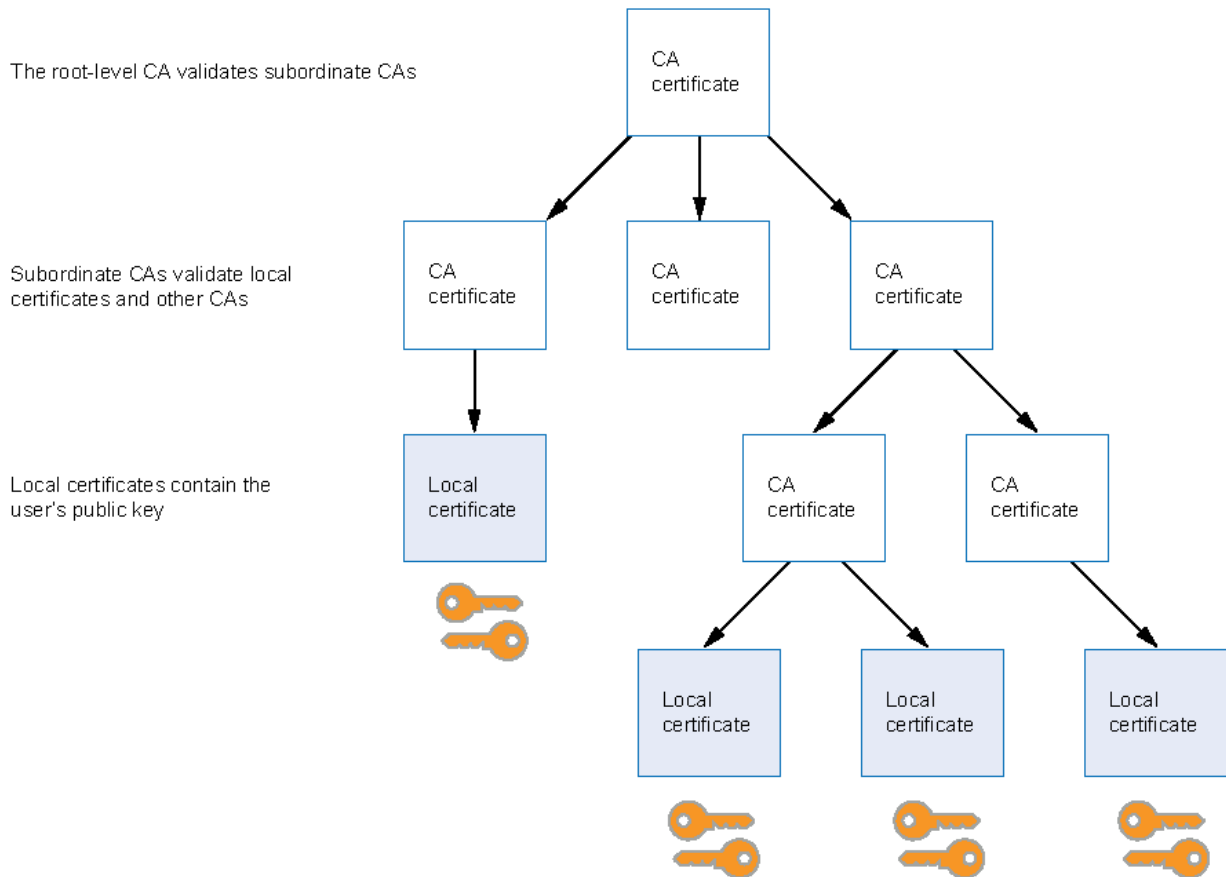 The root-level CA validates subordinate CAs
CA
certificate
Subordinate CAs validate local
certificates and other CAs
CA
certificate
CA
certificate
CA
certificate
Local certificates contain the
user's public key
Local
certificate
CA
certificate
CA
certificate
Local
certificate
Local
certificate
Local
certificate